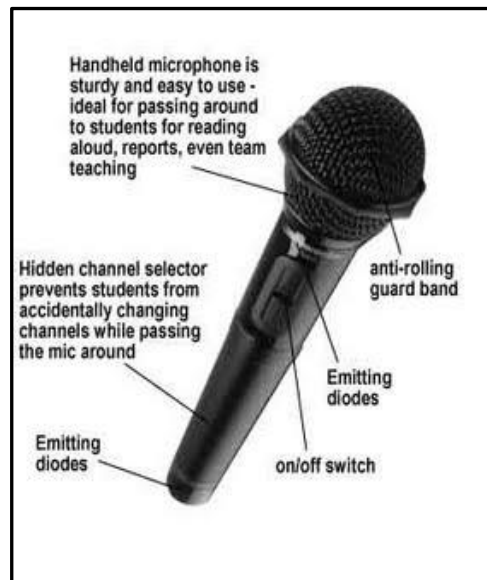 Handheld microphone is
sturdy and easy to use -
ideal for passing around
to students for reading
aloud, reports, even team
teaching
anti-rolling
guard band
Hidden channel selector
prevents students from
accidentally changing
channels while passing
the mic around
Emitting
diodes
Emitting
diodes
on/off switch